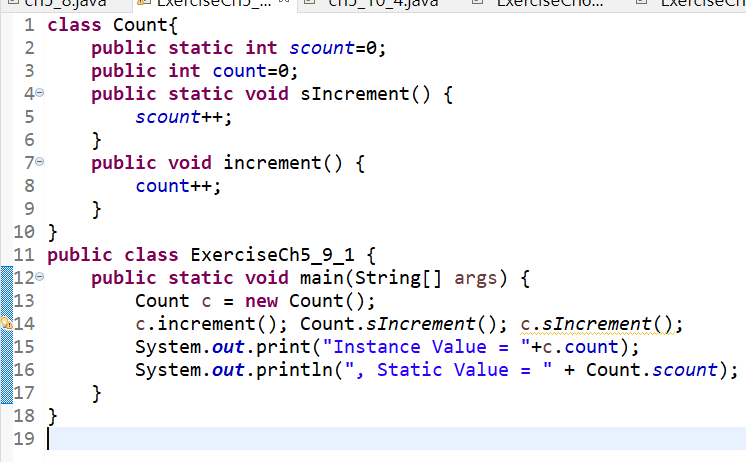 ch5_8.java ExerciseCh5_... ch5_10_4.java ExerciseCh6... ExerciseCh
1 class Count{
2 public static int scount=0;
3 public int count=0;
4 public static void sIncrement() {
5 scount++;
6 }
7 public void increment() {
8 count++;
9 }
10 }
11 public class ExerciseCh5_9_1 {
12 public static void main(String[] args) {
13 Count c = new Count();
14 c.increment(); Count.sIncrement(); c.sIncrement();
15 System.out.print("Instance Value = "+c.count);
16 System.out.println(", Static Value = " + Count.scount);
17 }
18 }
19